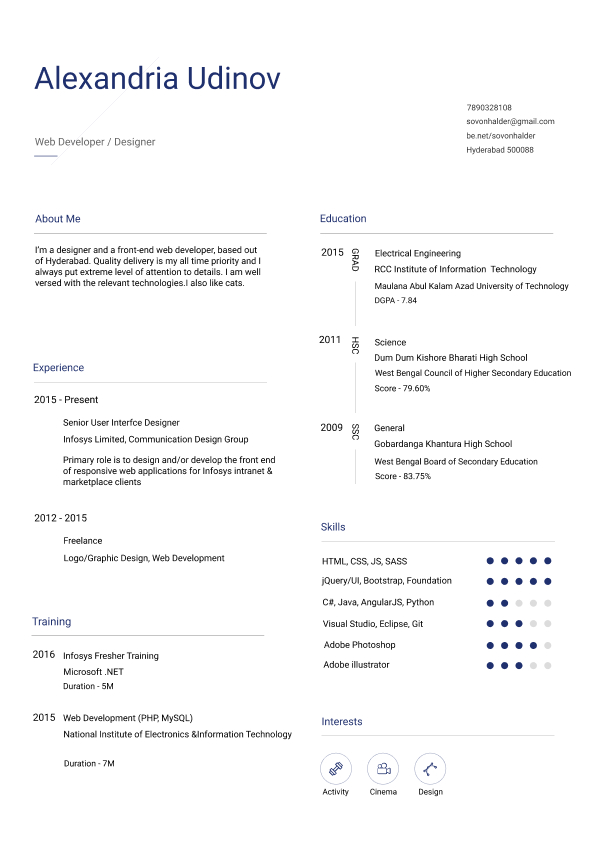 Alexandria Udinov
Web Developer / Designer
7890328108
sovonhalder@gmail.com
be.net/sovonhalder
Hyderabad 500088
About Me
I'm a designer and a front-end web developer, based out
of Hyderabad. Quality delivery is my all time priority and I
always put extreme level of attention to details. I am well
versed with the relevant technologies.I also like cats.
Experience
2015 - Present
Senior User Interfce Designer
Infosys Limited, Communication Design Group
Primary role is to design and/or develop the front end
of responsive web applications for Infosys intranet &
marketplace clients
2012 - 2015
Freelance
Logo/Graphic Design, Web Development
Training
2016 Infosys Fresher Training
Microsoft .NET
Duration - 5M
2015 Web Development (PHP, MySQL)
National Institute of Electronics &Information Technology
Duration - 7M
Education
2015 GRAD Electrical Engineering
RCC Institute of Information Technology
Maulana Abul Kalam Azad University of Technology
DGPA - 7.84
2011 HSC Science
Dum Dum Kishore Bharati High School
West Bengal Council of Higher Secondary Education
Score - 79.60%
2009 SSC General
Gobardanga Khantura High School
West Bengal Board of Secondary Education
Score - 83.75%
Skills
HTML, CSS, JS, SASS
jQuery/UI, Bootstrap, Foundation
C#, Java, AngularJS, Python
Visual Studio, Eclipse, Git
Adobe Photoshop
Adobe illustrator
Interests
Activity Cinema Design